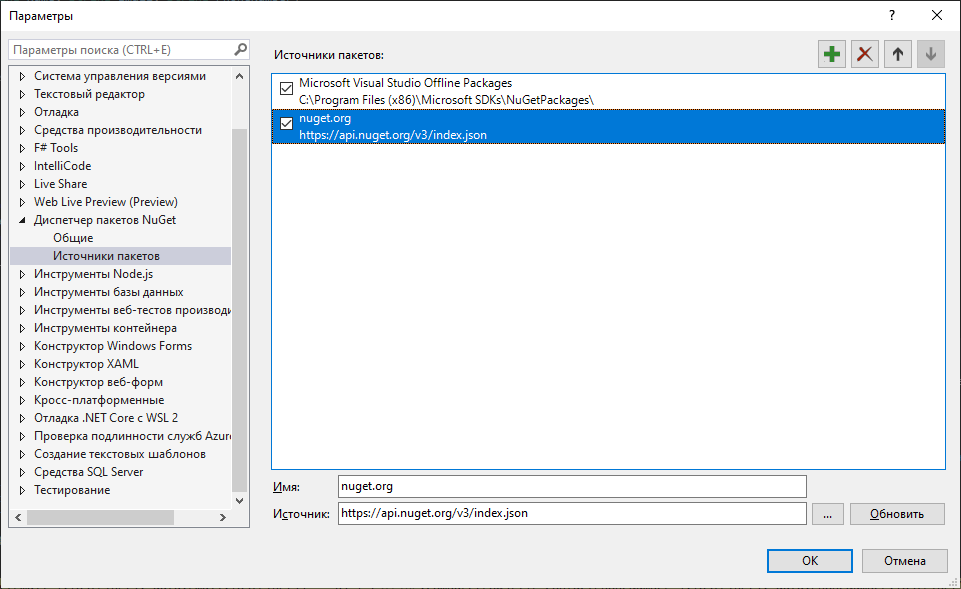 Параметры
?
Параметры поиска (CTRL+E)
Система управления версиями
Текстовый редактор
Отладка
Средства производительности
F# Tools
IntelliCode
Live Share
Web Live Preview (Preview)
Диспетчер пакетов NuGet
Общие
Источники пакетов
Инструменты Node.js
Инструменты базы данных
Инструменты веб-тестов производи
Инструменты контейнера
Конструктор Windows Forms
Конструктор XAML
Конструктор веб-форм
Кросс-платформенные
Отладка .NET Core с WSL 2
Проверка подлинности служб Azure
Создание текстовых шаблонов
Средства SQL Server
Тестирование
Источники пакетов:
Microsoft Visual Studio Offline Packages
C:\Program Files (x86)\Microsoft SDKs\NuGetPackages\
nuget.org
https://api.nuget.org/v3/index.json
Имя: nuget.org
Источник: https://api.nuget.org/v3/index.json ... Обновить
OK Отмена